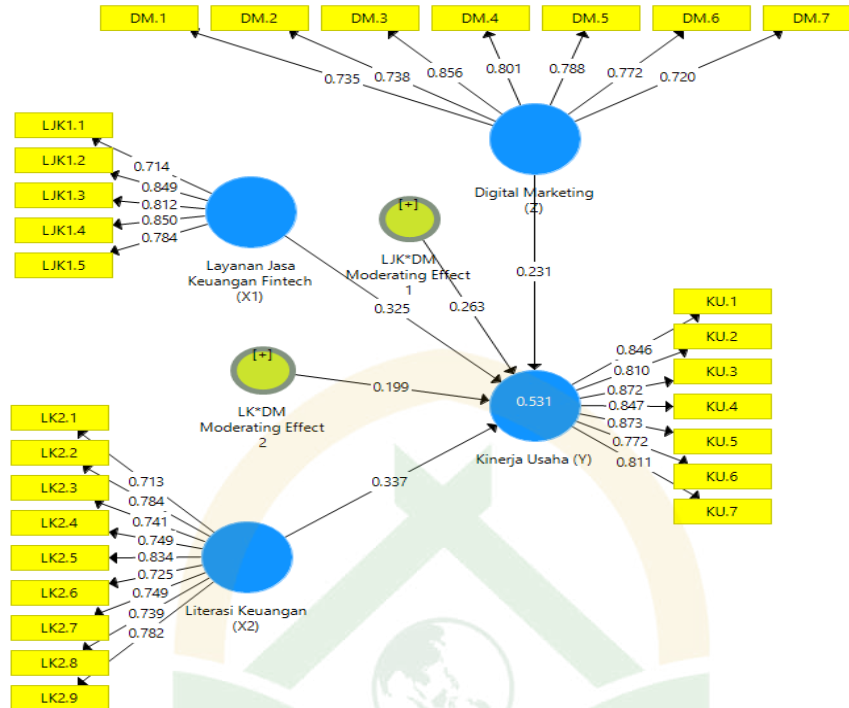 DM.1
DM.2
DM.3
DM.4
DM.5
DM.6
DM.7
0.735
0.738
0.856
0.801
0.788
0.772
0.720
Digital Marketing
(Z)
0.231
LJK1.1
LJK1.2
LJK1.3
LJK1.4
LJK1.5
0.714
0.849
0.812
0.850
0.784
Layanan Jasa
Keuangan Fintech
(X1)
0.325
[+]
LJK*DM
Moderating Effect
1
0.263
[+]
LK*DM
Moderating Effect
2
0.199
KU.1
KU.2
KU.3
KU.4
KU.5
KU.6
KU.7
0.846
0.810
0.872
0.847
0.873
0.772
0.811
0.531
Kinerja Usaha (Y)
LK2.1
LK2.2
LK2.3
LK2.4
LK2.5
LK2.6
LK2.7
LK2.8
LK2.9
0.713
0.784
0.741
0.749
0.834
0.725
0.749
0.739
0.782
Literasi Keuangan
(X2)
0.337